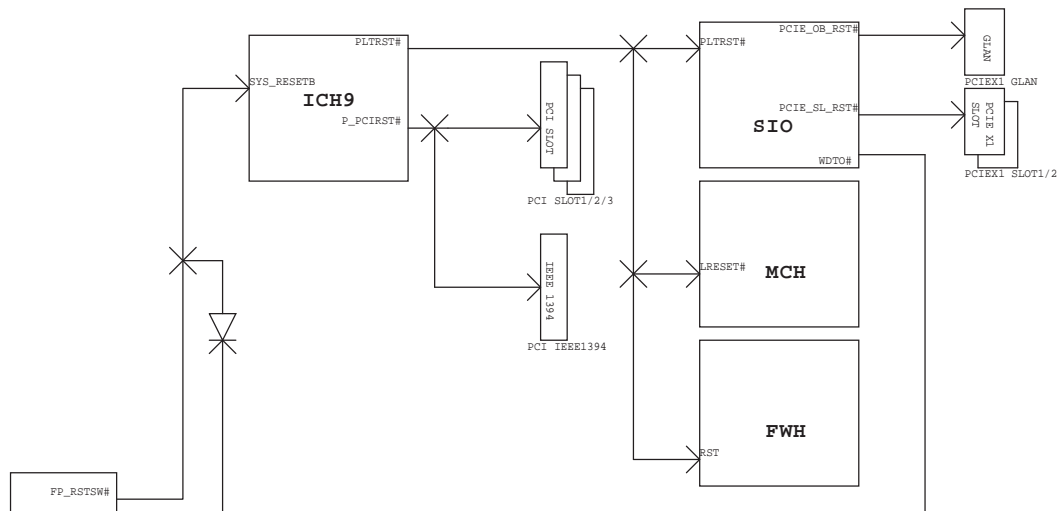 PLTRST#
SYS_RESETB
ICH9
P_PCIRST#
PCI SLOT
PCI SLOT1/2/3
IEEE 1394
PCI IEEE1394
PLTRST#
PCIE_OB_RST#
PCIE_SL_RST#
SIO
WDTO#
GLAN
PCIEX1 GLAN
PCIE X1
SLOT
PCIEX1 SLOT1/2
LRESET#
MCH
FWH
RST
FP_RSTSW#